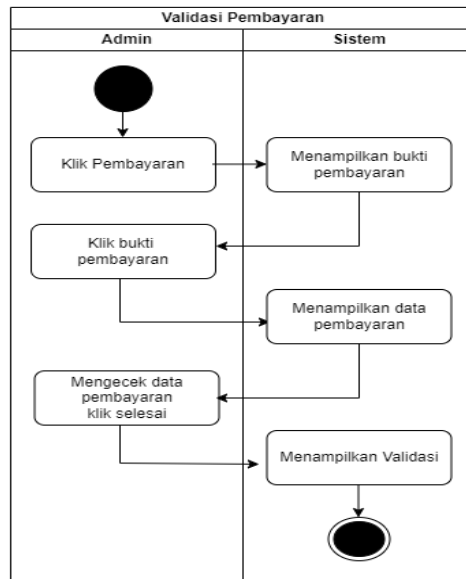 Validasi Pembayaran
Admin
Sistem
Klik Pembayaran
Menampilkan bukti
pembayaran
Klik bukti
pembayaran
Menampilkan data
pembayaran
Mengecek data
pembayaran
klik selesai
Menampilkan Validasi